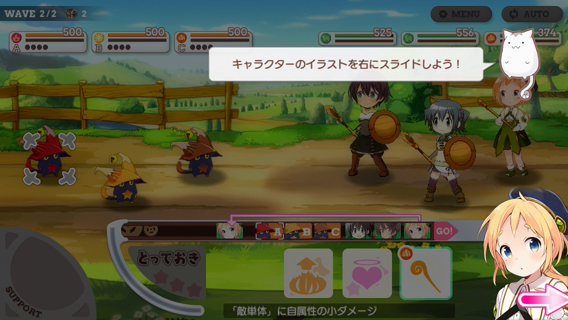 WAVE 2/2 2
MENU
AUTO
A 500
B 500
C 500
525
556
374
キャラクターのイラストを右にスライドしよう！
A
B
C
GO!
とっておき
SUPPORT
「敵単体」に自属性の小ダメージ